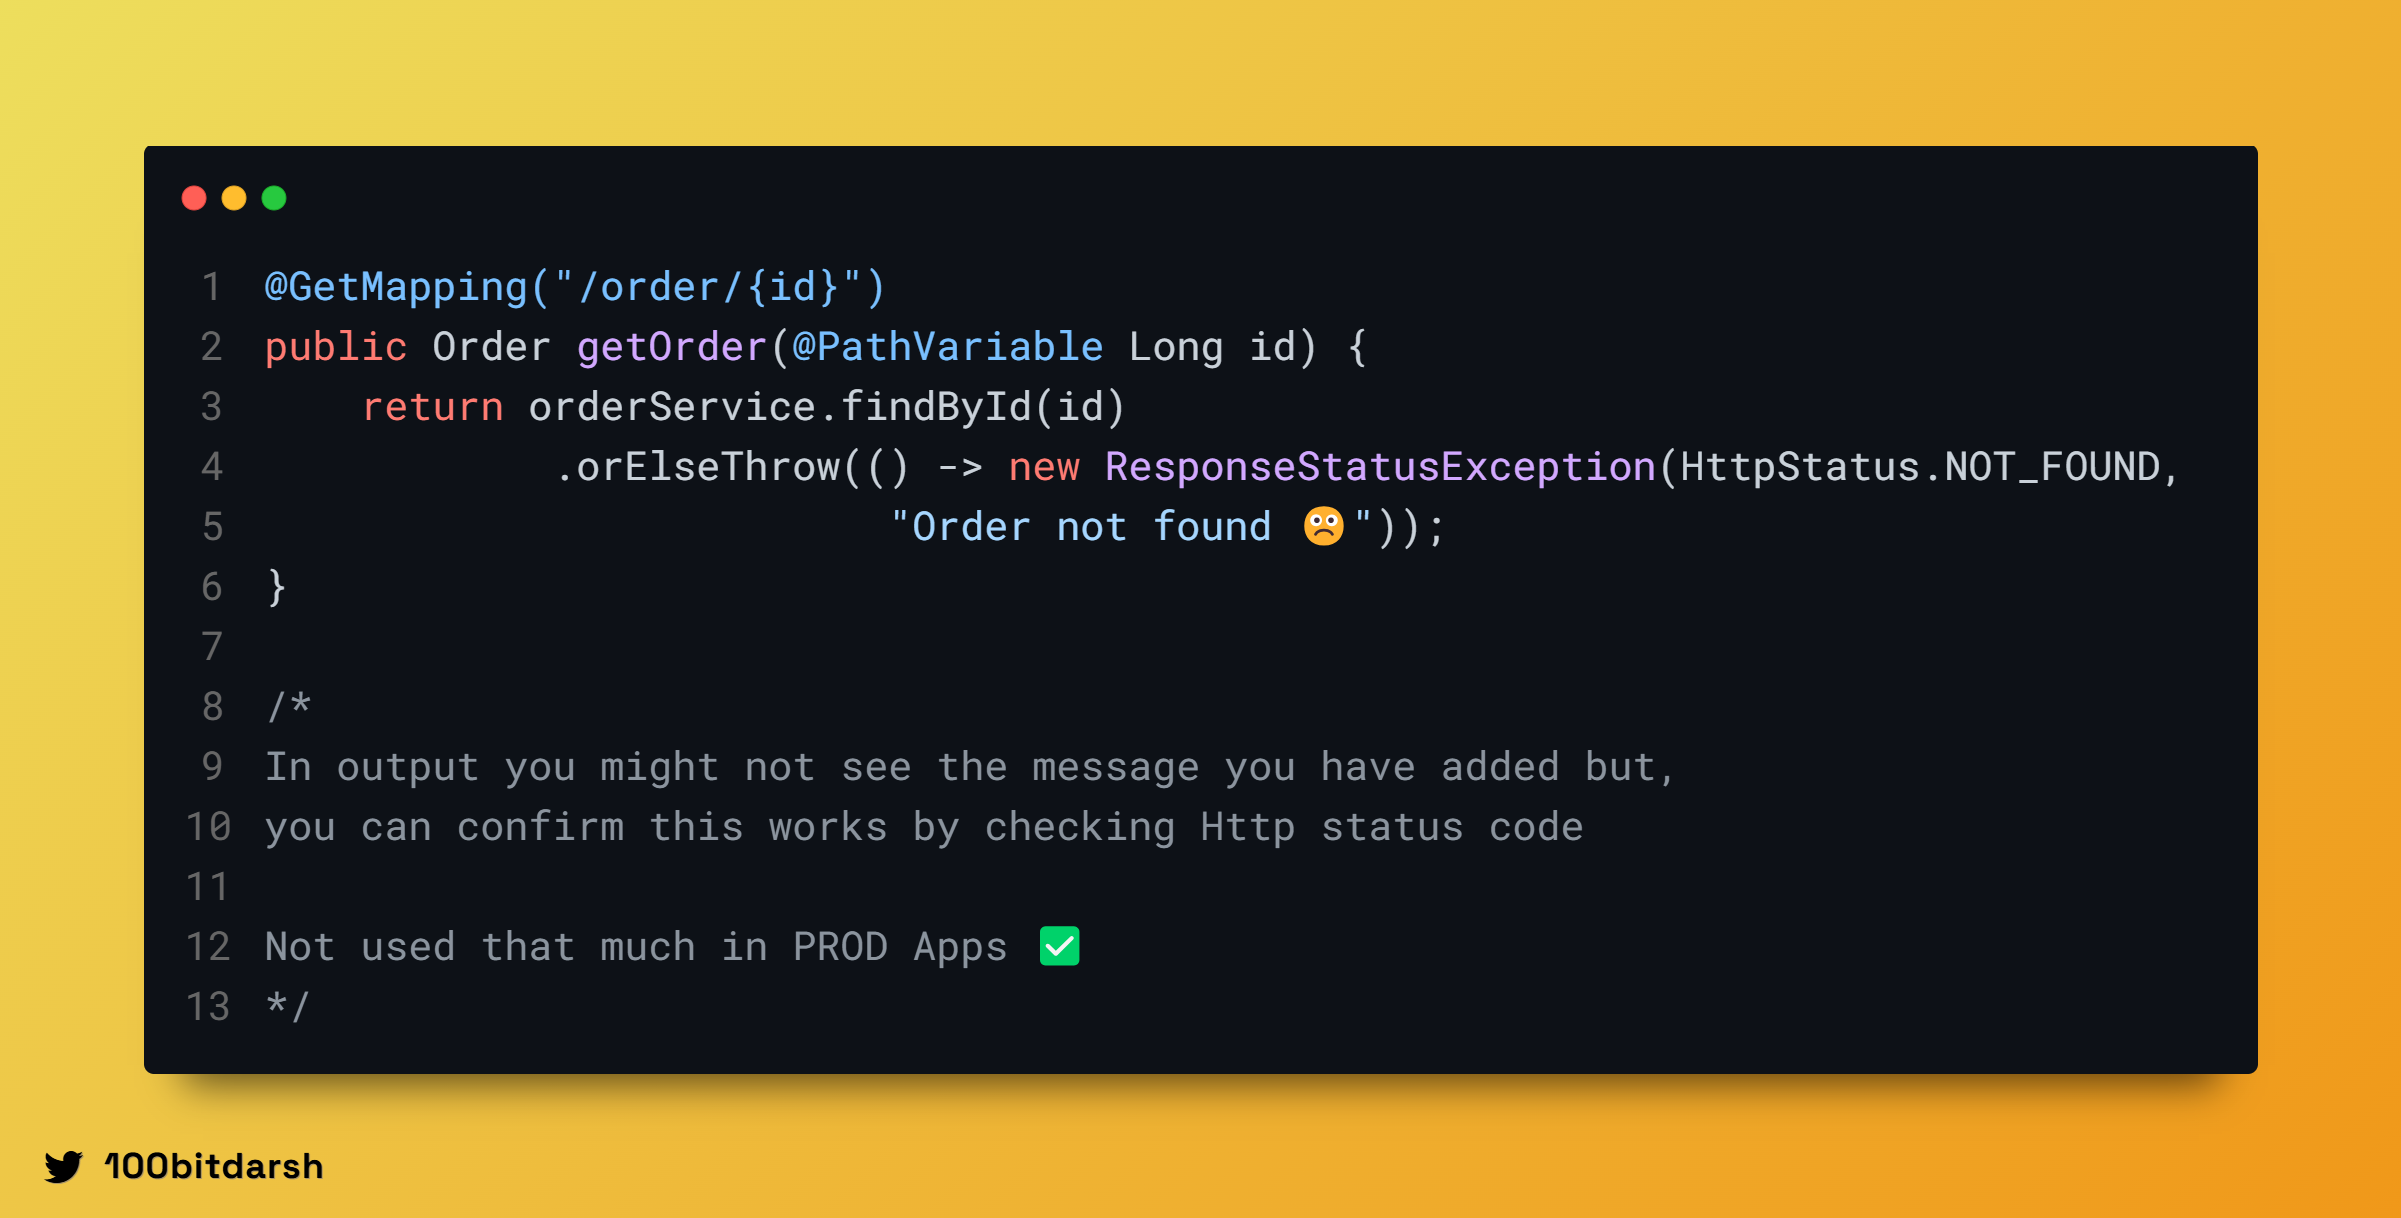 1 @GetMapping("/order/{id}")
2 public Order getOrder(@PathVariable Long id) {
3     return orderService.findById(id)
4             .orElseThrow(() -> new ResponseStatusException(HttpStatus.NOT_FOUND,
5                           "Order not found 🙁"));
6 }
7
8 /*
9 In output you might not see the message you have added but,
10 you can confirm this works by checking Http status code
11
12 Not used that much in PROD Apps ✅
13 */
100bitdarsh